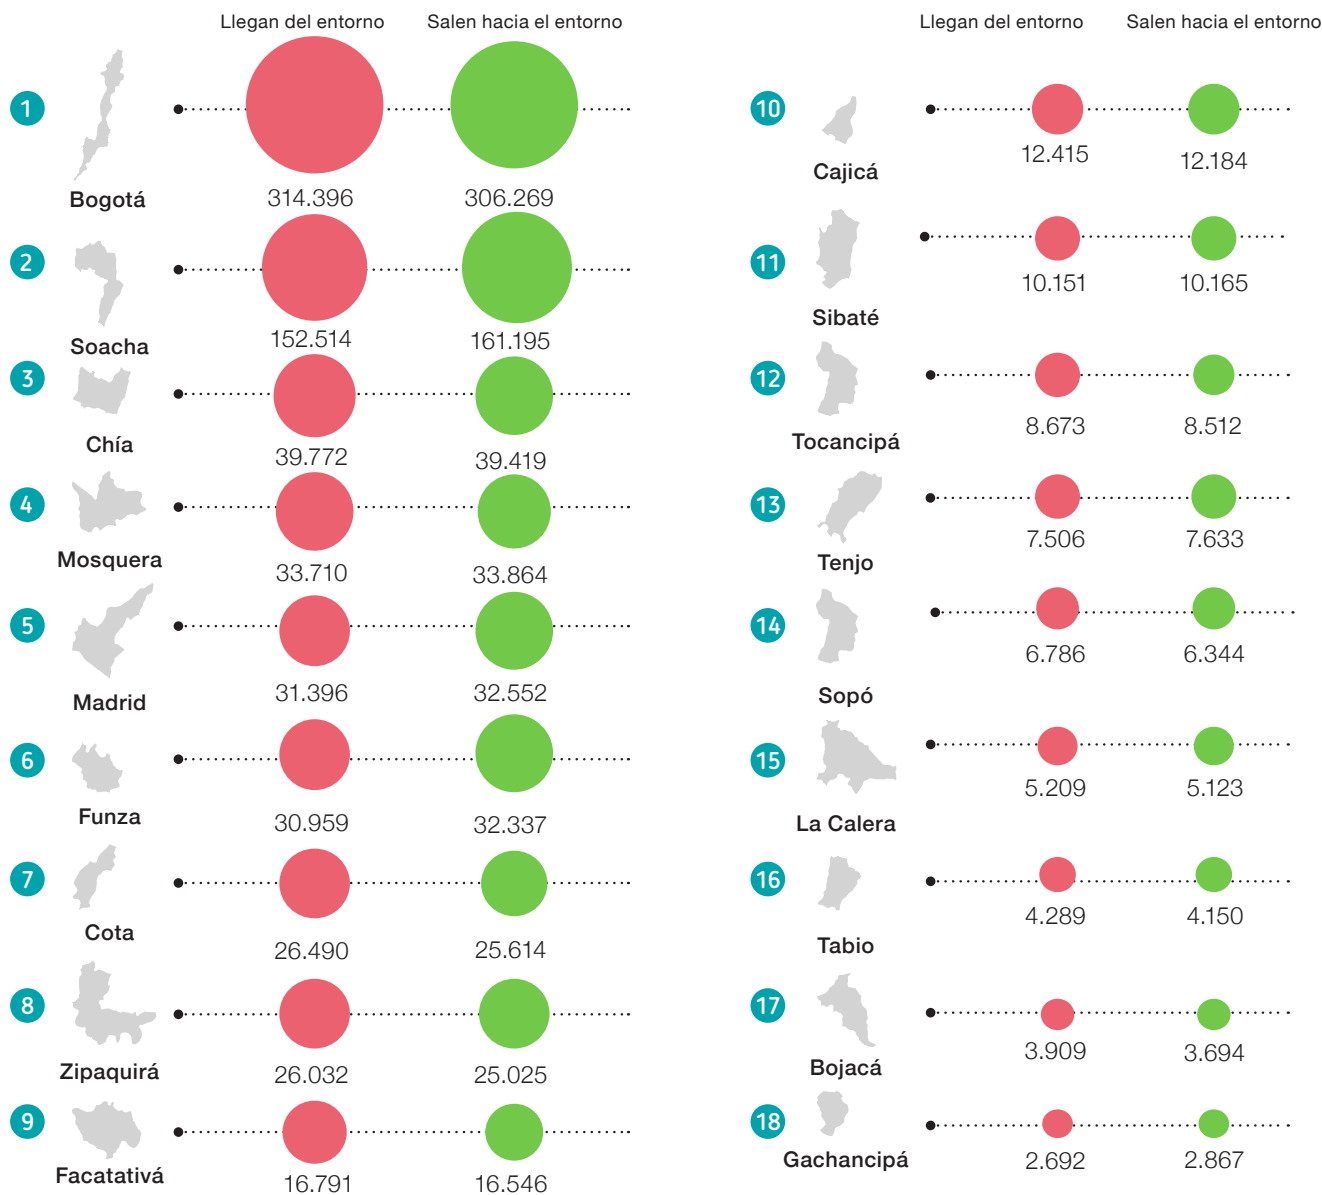 Llegan del entorno Salen hacia el entorno
1
Bogotá
314.396 306.269
2
Soacha
152.514 161.195
3
Chía
39.772 39.419
4
Mosquera
33.710 33.864
5
Madrid
31.396 32.552
6
Funza
30.959 32.337
7
Cota
26.490 25.614
8
Zipaquirá
26.032 25.025
9
Facatativá
16.791 16.546
Llegan del entorno Salen hacia el entorno
10
Cajicá
12.415 12.184
11
Sibaté
10.151 10.165
12
Tocancipá
8.673 8.512
13
Tenjo
7.506 7.633
14
Sopó
6.786 6.344
15
La Calera
5.209 5.123
16
Tabio
4.289 4.150
17
Bojacá
3.909 3.694
18
Gachancipá
2.692 2.867